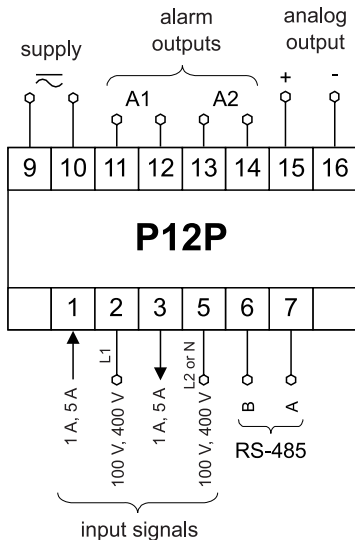 alarm
outputs
analog
output
supply
A1
A2
+
-
9 10 11 12 13 14 15 16
P12P
1 2 3 5 6 7
1 A, 5 A
L1
100 V, 400 V
1 A, 5 A
L2 or N
100 V, 400 V
B
A
RS-485
input signals